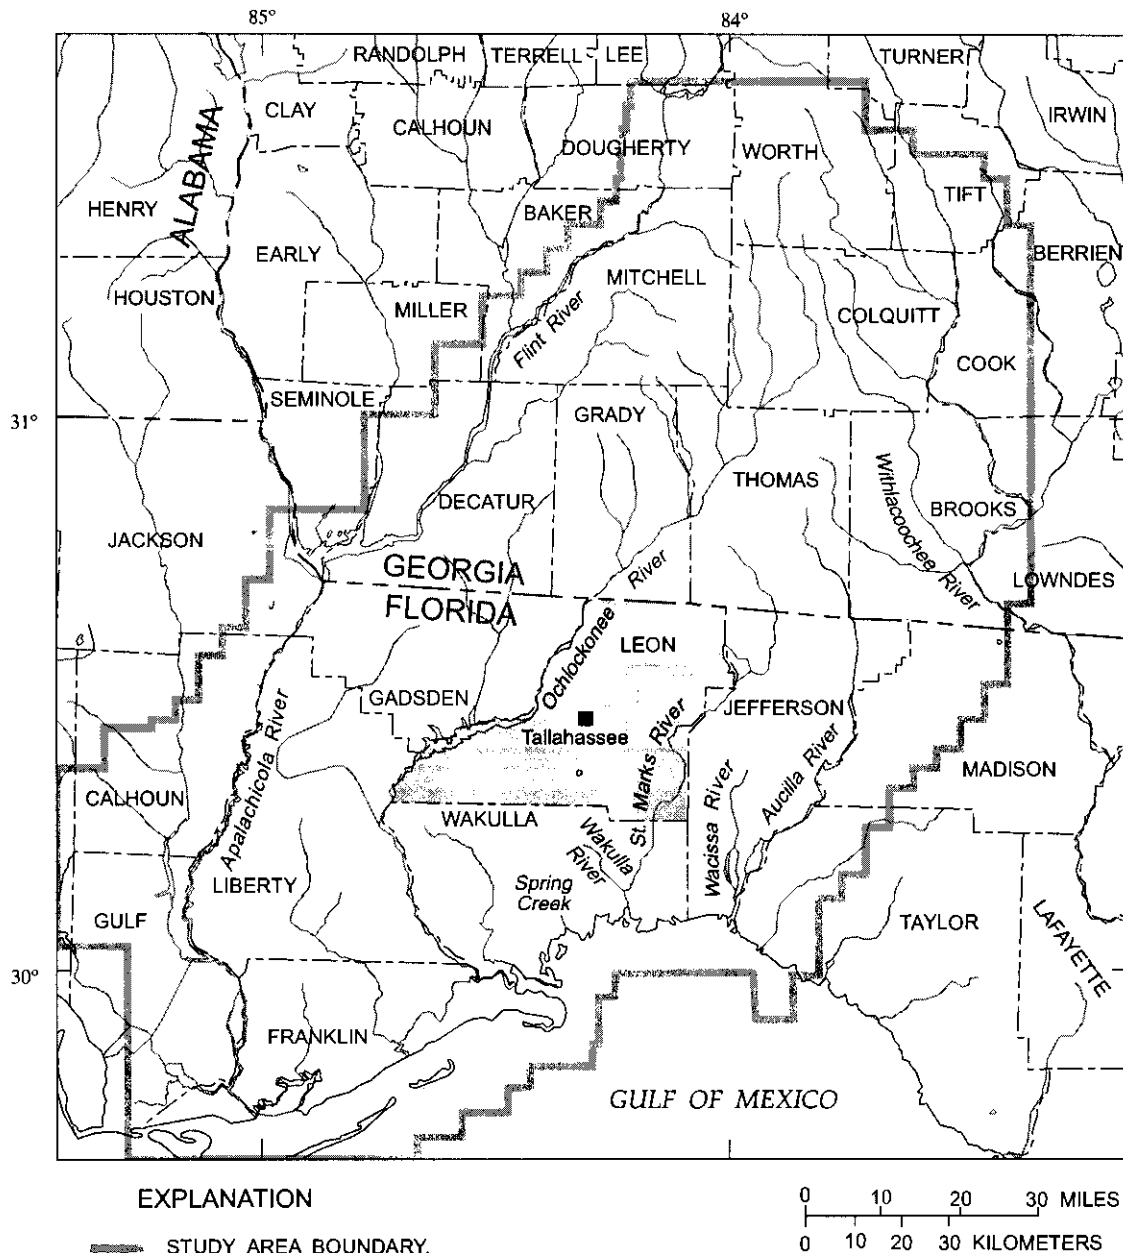 85°
84°
RANDOLPH
TERRELL
LEE
TURNER
CLAY
CALHOUN
IRWIN
ALABAMA
DOUGHERTY
WORTH
TIFT
HENRY
BAKER
EARLY
BERRIEN
MITCHELL
HOUSTON
MILLER
COLQUITT
Flint River
COOK
SEMINOLE
31°
GRADY
THOMAS
Withlacoochee River
DECATUR
BROOKS
JACKSON
GEORGIA
LOWNDES
FLORIDA
Ochlockonee River
LEON
GADSDEN
JEFFERSON
Tallahassee
Apalachicola River
St. Marks River
Aucilla River
MADISON
CALHOUN
WAKULLA
Wacissa River
Wakulla
River
LIBERTY
Spring
Creek
GULF
TAYLOR
LAFAYETTE
30°
FRANKLIN
GULF OF MEXICO
EXPLANATION
0 10 20 30 MILES
STUDY AREA BOUNDARY.
0 10 20 30 KILOMETERS